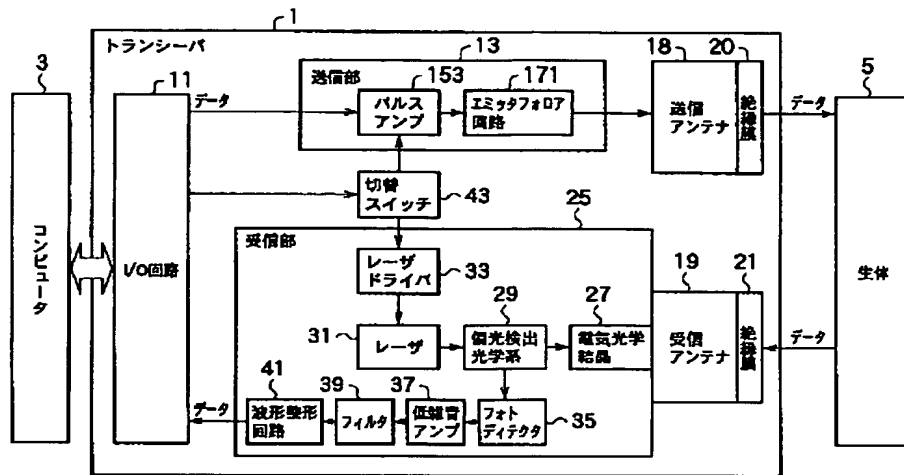 1
トランシーバ
3
コンピュータ
11
I/O回路
データ
13
送信部
153
パルス
アンプ
171
エミッタフォロア
回路
18
送信
アンテナ
20
絶縁膜
データ
5
生体
切替
スイッチ
43
25
受信部
レーザ
ドライバ
33
31
レーザ
29
偏光検出
光学系
27
電気光学
結晶
19
受信
アンテナ
21
絶縁膜
データ
41
波形整形
回路
データ
39
フィルタ
37
低雑音
アンプ
フォト
ディテクタ
35